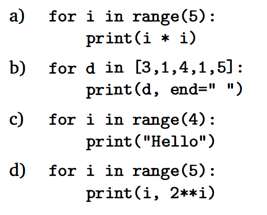 a) for i in range(5):
print(i * i)
b) for d in [3,1,4,1,5]:
print(d, end=" ")
c) for i in range(4):
print("Hello")
d) for i in range(5):
print(i, 2**i)